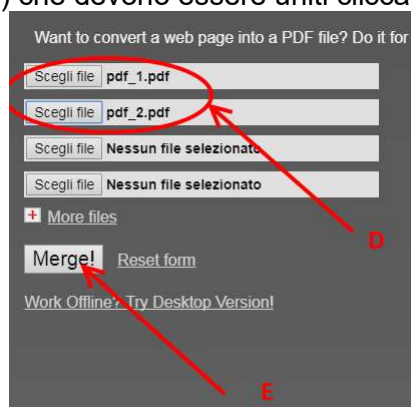 ) che devono essere uniti clicca
Want to convert a web page into a PDF file? Do it for
Scegli file pdf_1.pdf
Scegli file pdf_2.pdf
Scegli file Nessun file selezionato
Scegli file Nessun file selezionato
+ More files
D
Merge! Reset form
Work Offline? Try Desktop Version!
E